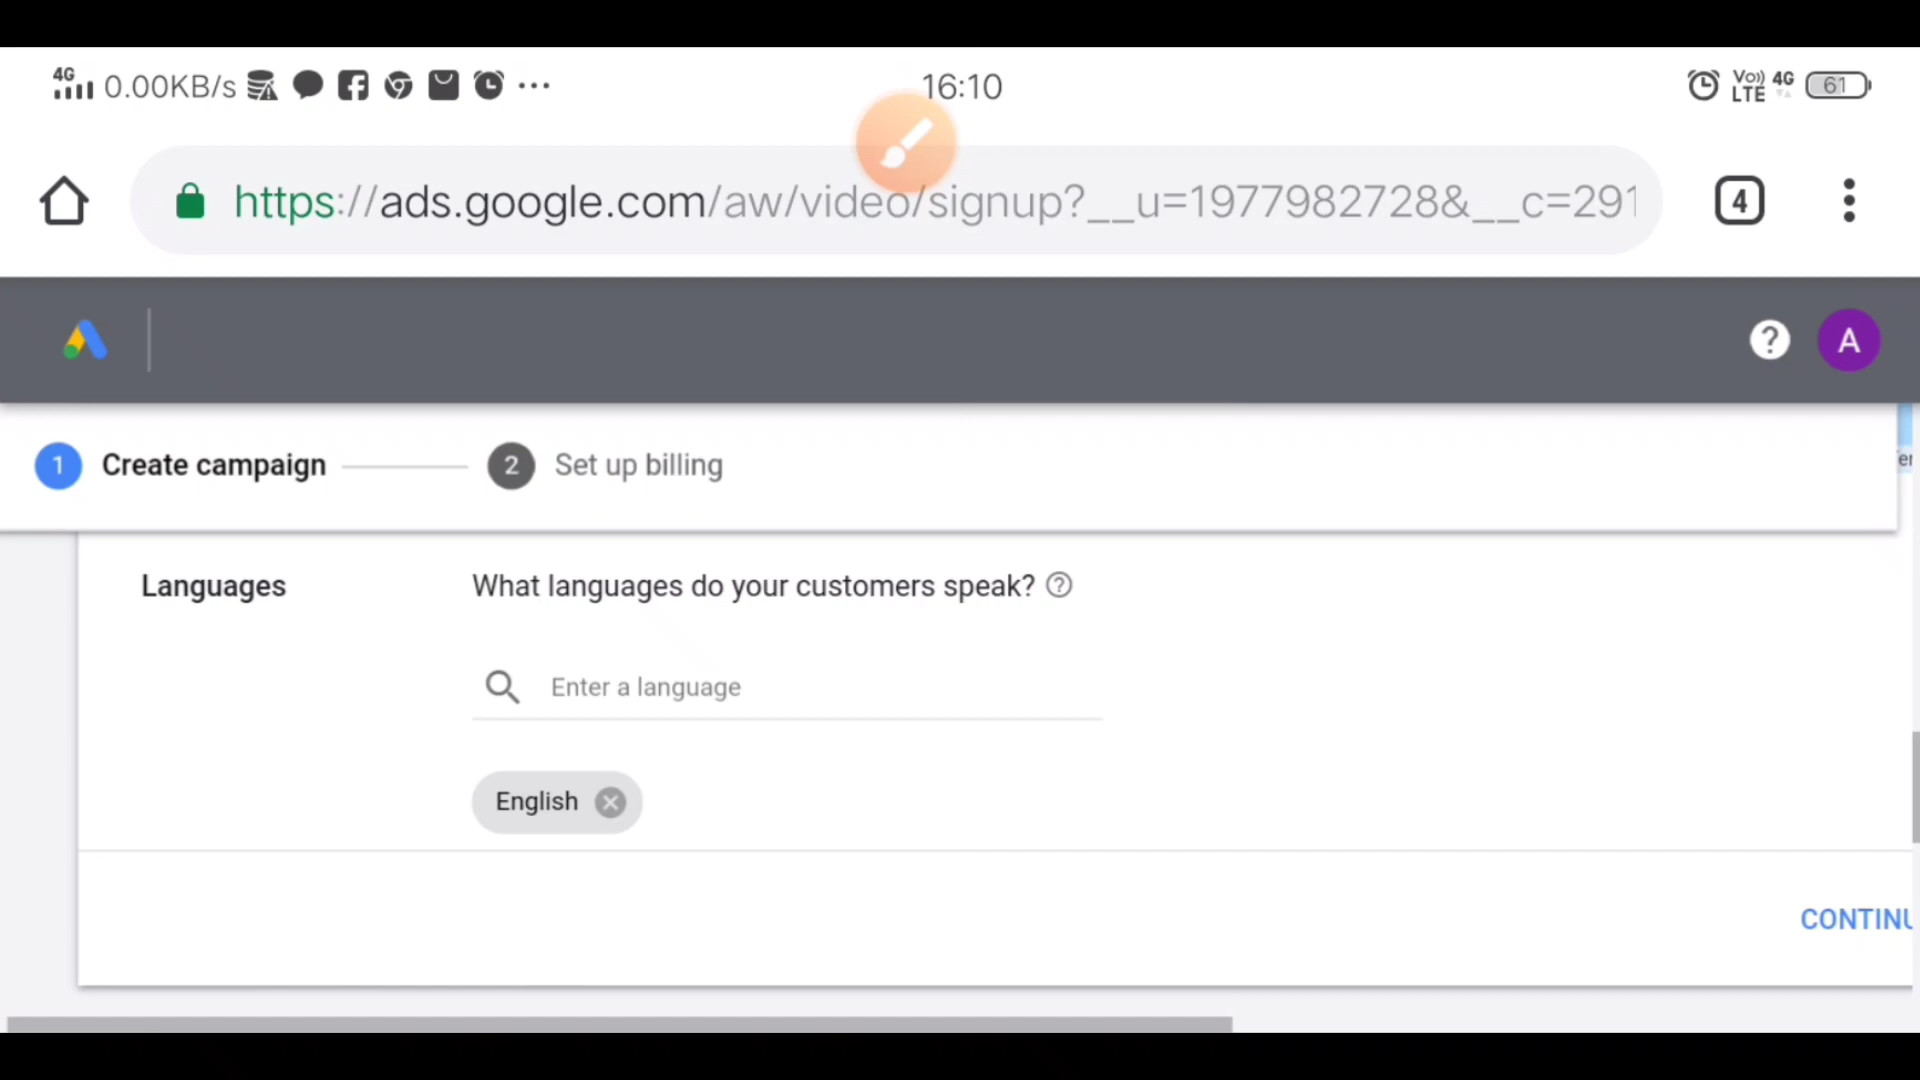 4G 0.00KB/s ... 16:10 Vo)) LTE 4G 61
https://ads.google.com/aw/video/signup?__u=1977982728&__c=291 4
? A
1 Create campaign 2 Set up billing
Languages What languages do your customers speak? ?
Enter a language
English
CONTINU